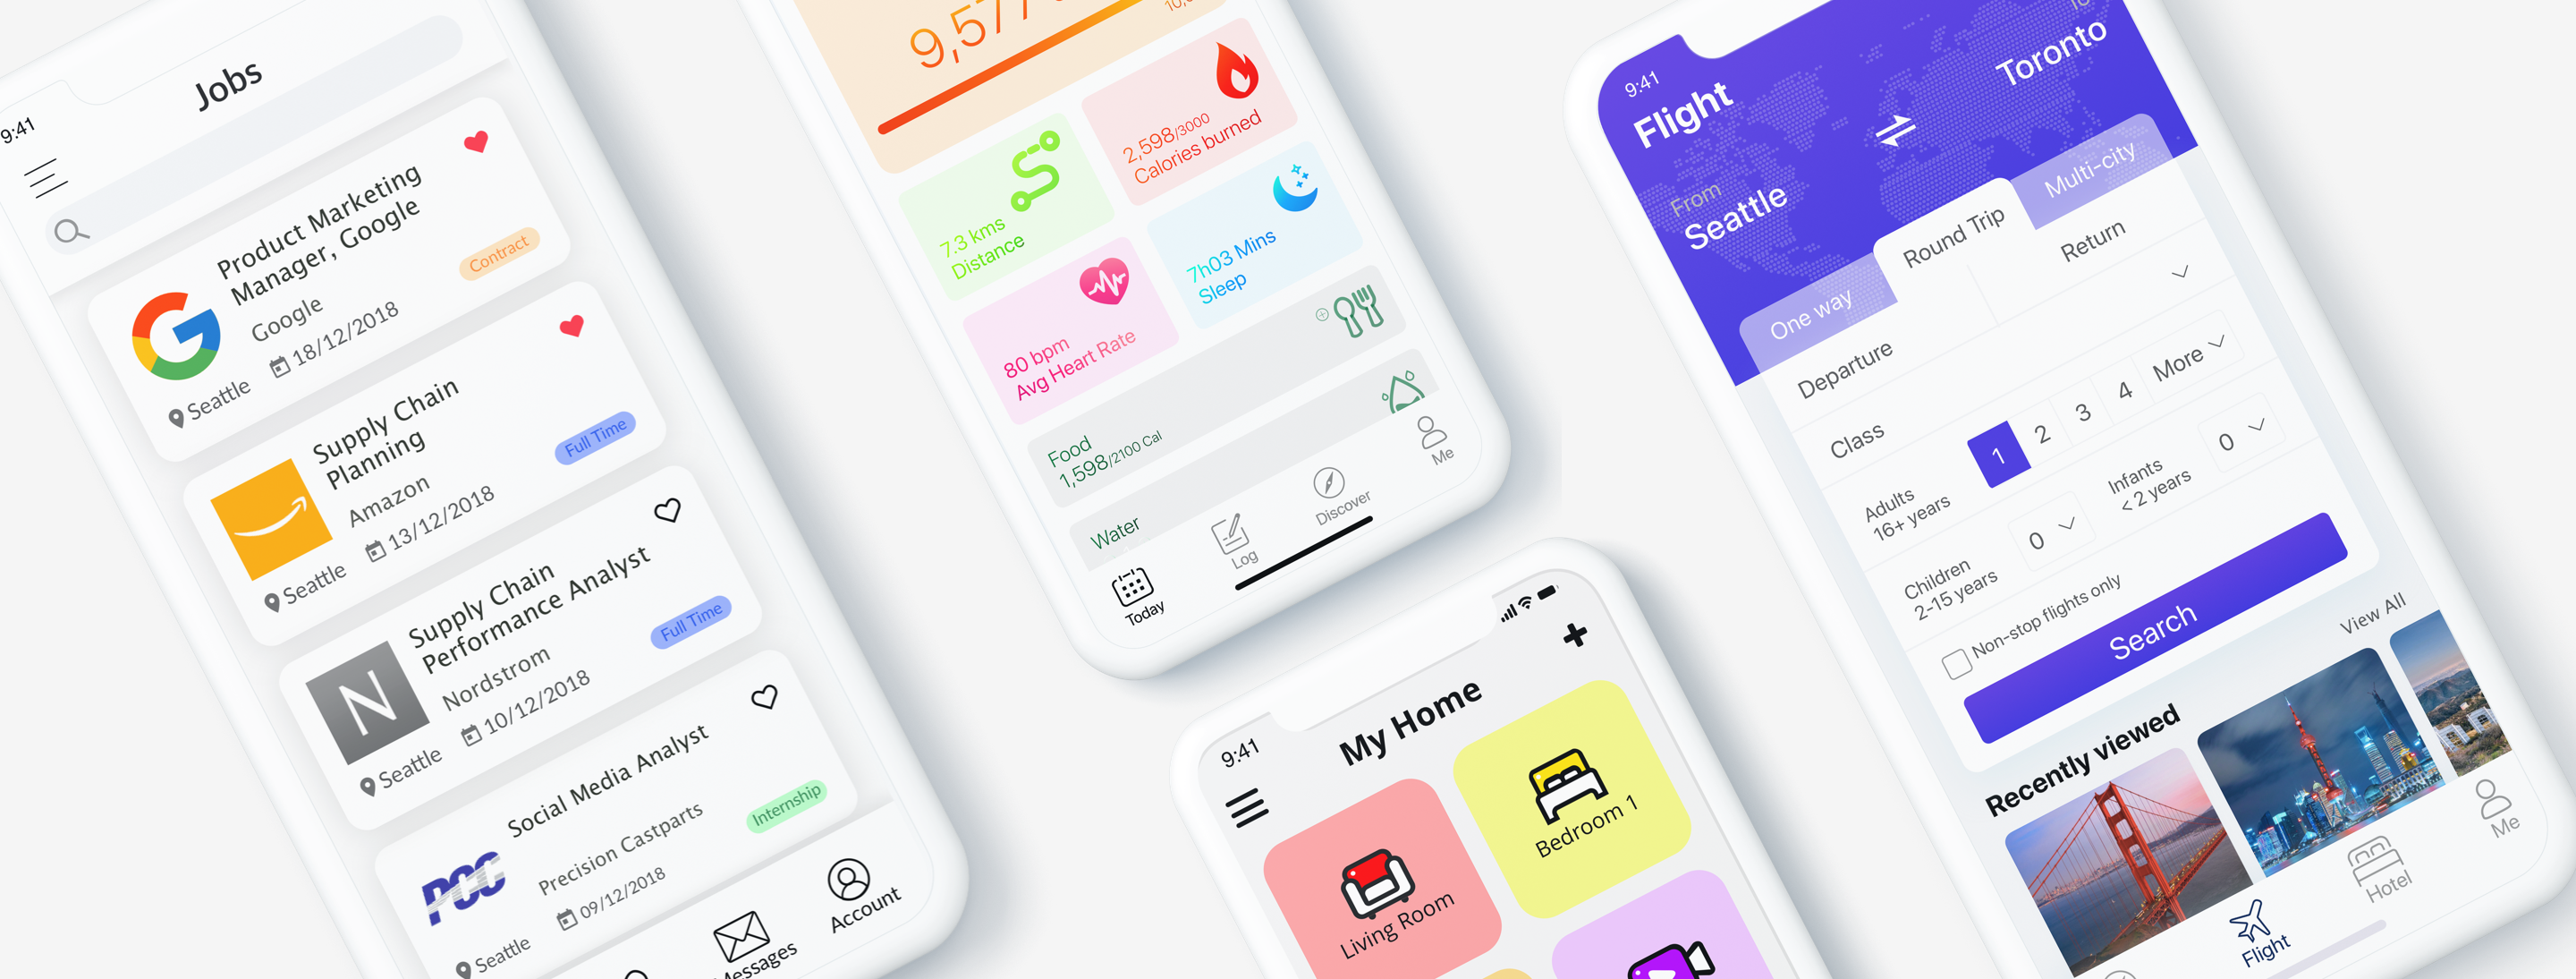 9:41
Jobs
Product Marketing
Manager, Google
Google
Contract
Seattle
18/12/2018
Supply Chain
Planning
Amazon
Full Time
Seattle
13/12/2018
N
Supply Chain
Performance Analyst
Nordstrom
Full Time
Seattle
10/12/2018
PCC
Social Media Analyst
Precision Castparts
Internship
Seattle
09/12/2018
Messages
Account
9,577
7.3 kms
Distance
2,598/3000
Calories burned
80 bpm
Avg Heart Rate
7h03 Mins
Sleep
Food
1,598/2100 Cal
Water
Today
Log
Discover
Me
9:41
My Home
Living Room
Bedroom 1
9:41
Flight
From
Seattle
To
Toronto
One way
Round Trip
Multi-city
Departure
Return
Class
Adults
16+ years
1
2
3
4
More
Children
2-15 years
0
Infants
< 2 years
0
Non-stop flights only
Search
Recently viewed
View All
Flight
Hotel
Me